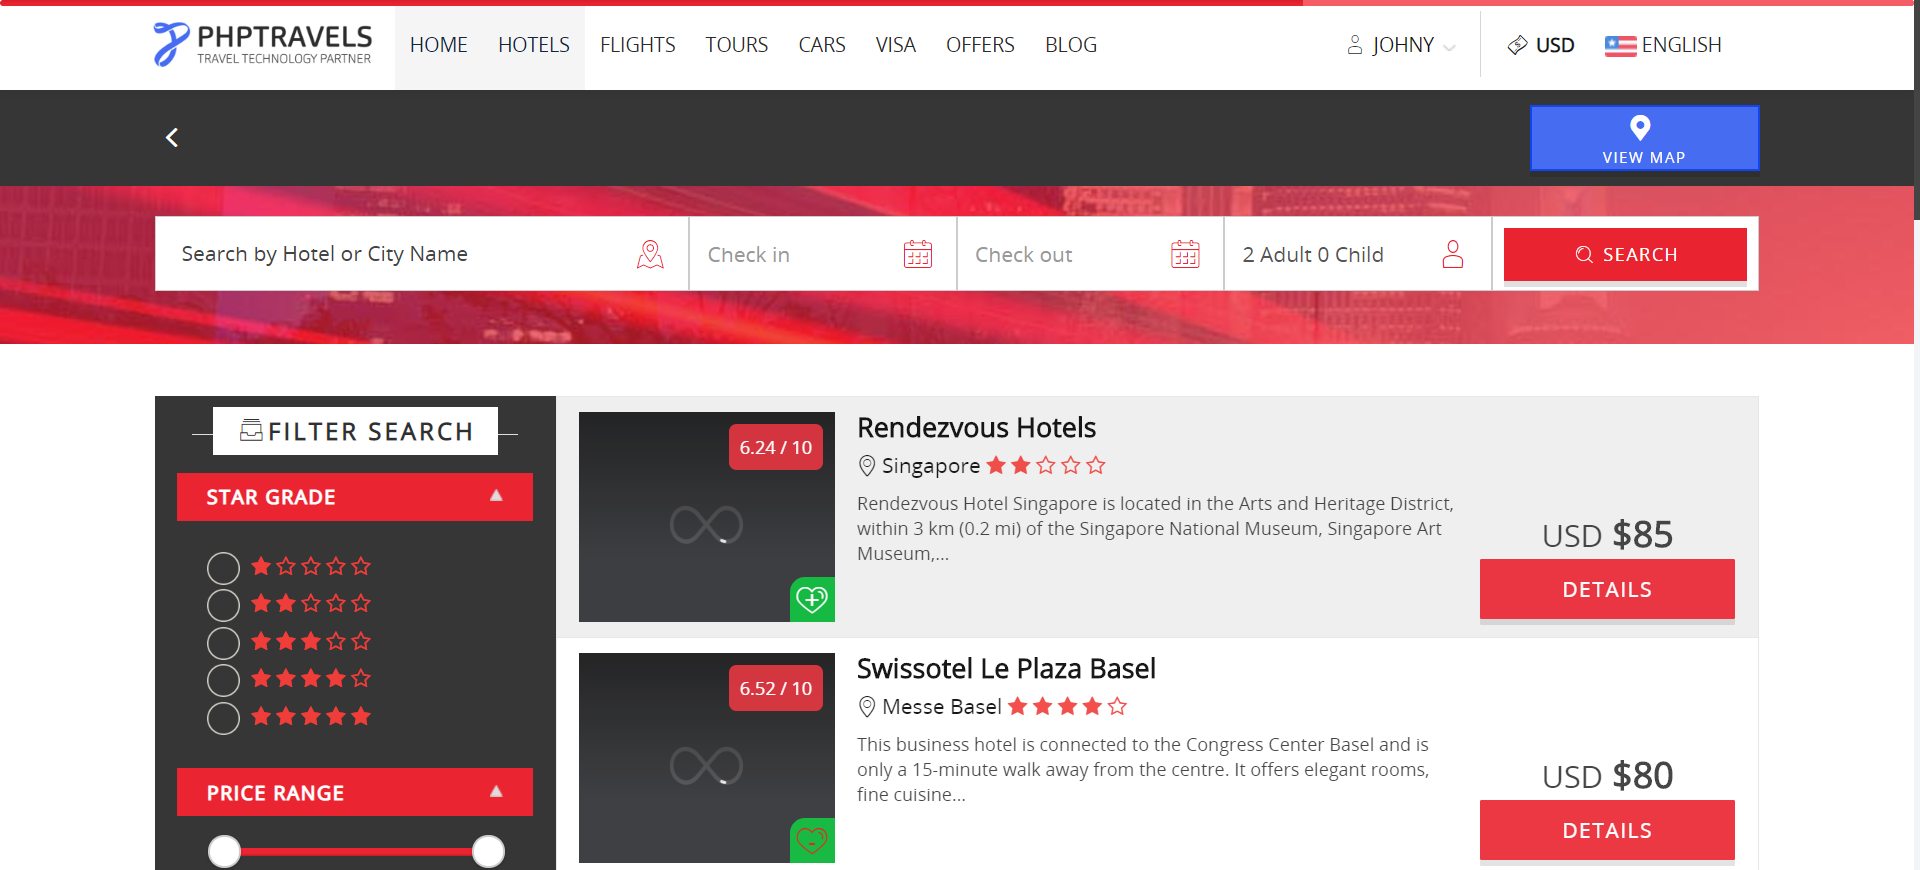 PHPTRAVELS
TRAVEL TECHNOLOGY PARTNER
HOME HOTELS FLIGHTS TOURS CARS VISA OFFERS BLOG JOHNY USD ENGLISH
VIEW MAP
Search by Hotel or City Name Check in Check out 2 Adult 0 Child SEARCH
FILTER SEARCH
STAR GRADE
PRICE RANGE
6.24 / 10
Rendezvous Hotels
Singapore
Rendezvous Hotel Singapore is located in the Arts and Heritage District,
within 3 km (0.2 mi) of the Singapore National Museum, Singapore Art
Museum,...
USD $85
DETAILS
6.52 / 10
Swissotel Le Plaza Basel
Messe Basel
This business hotel is connected to the Congress Center Basel and is
only a 15-minute walk away from the centre. It offers elegant rooms,
fine cuisine...
USD $80
DETAILS